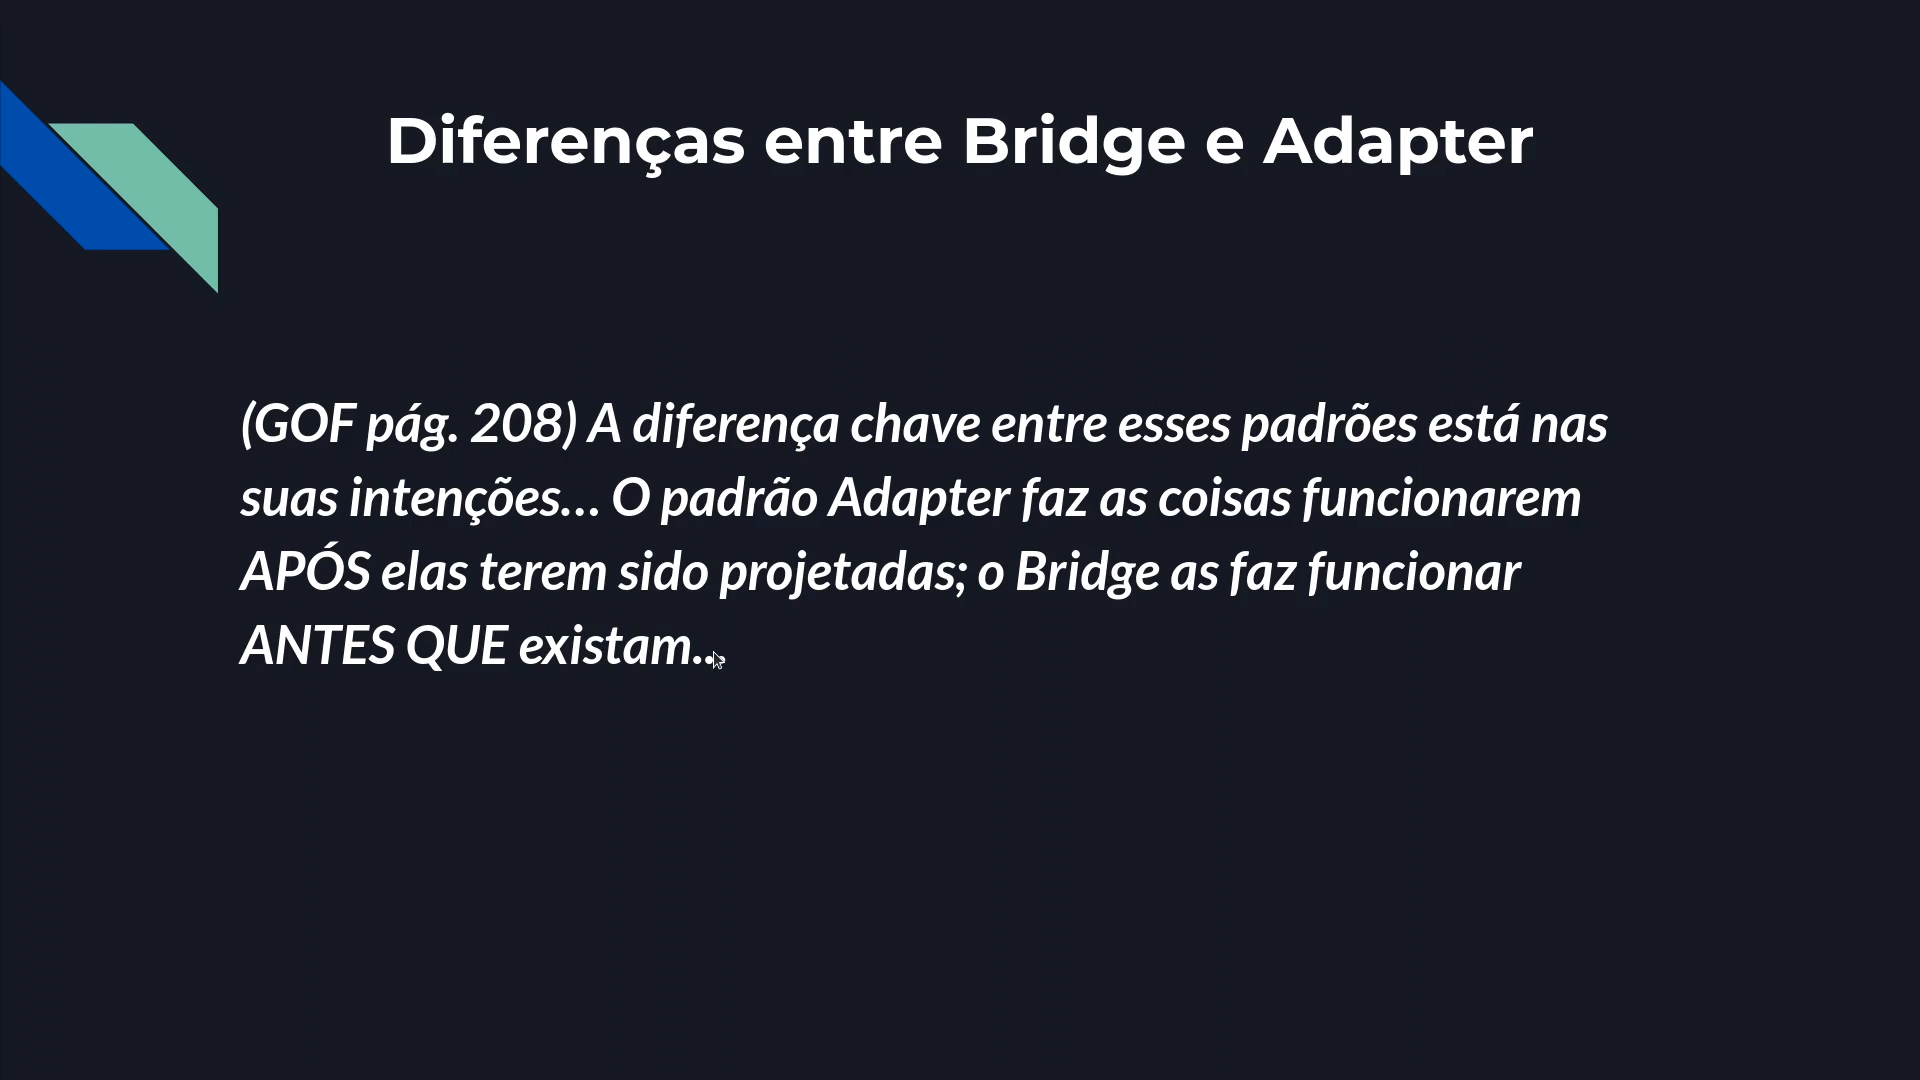 Diferenças entre Bridge e Adapter
(GOF pág. 208) A diferença chave entre esses padrões está nas
suas intenções... O padrão Adapter faz as coisas funcionarem
APÓS elas terem sido projetadas; o Bridge as faz funcionar
ANTES QUE existam...